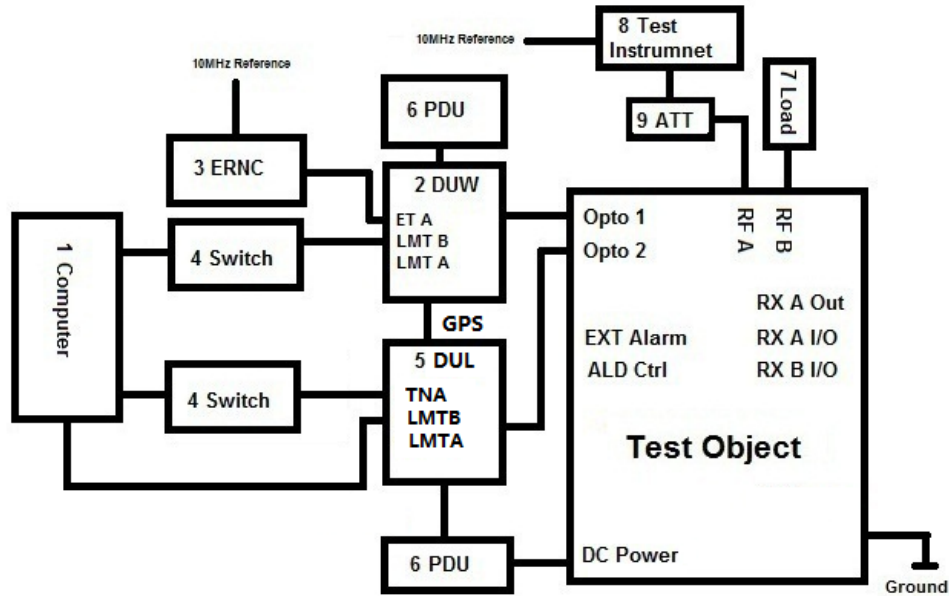 8 Test
Instrumnet
10MHz Reference
10MHz Reference
7 Load
6 PDU
9 ATT
3 ERNC
2 DUW
ET A
LMT B
LMT A
Opto 1
Opto 2
RF A
RF B
1 Computer
4 Switch
GPS
RX A Out
EXT Alarm
RX A I/O
ALD Ctrl
RX B I/O
5 DUL
TNA
LMTB
LMTA
4 Switch
Test Object
6 PDU
DC Power
Ground